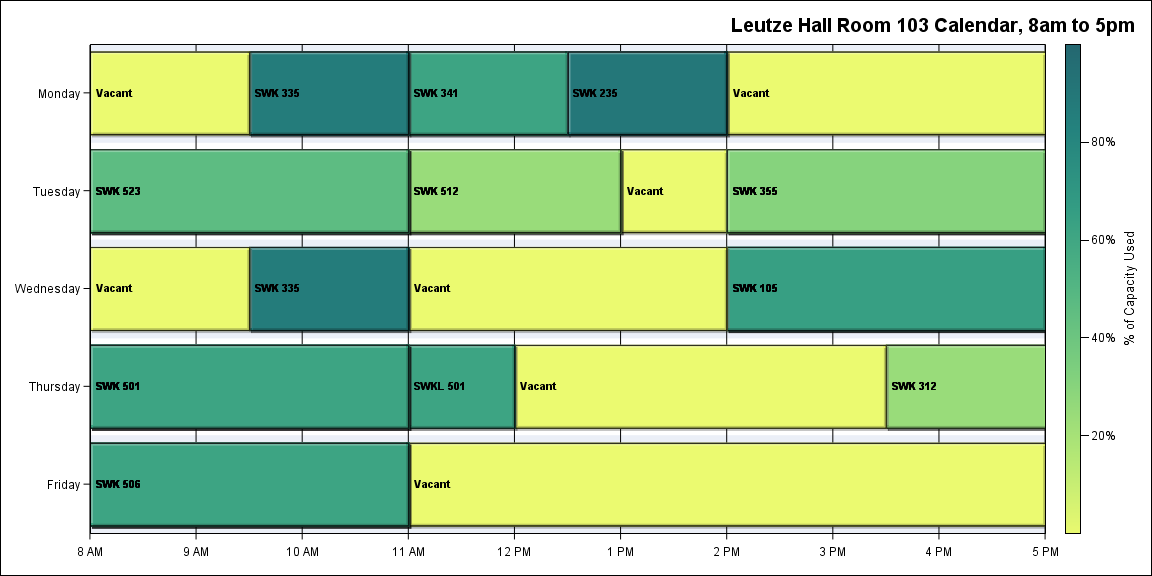 Leutze Hall Room 103 Calendar, 8am to 5pm
Monday
Vacant
SWK 335
SWK 341
SWK 235
Vacant
Tuesday
SWK 523
SWK 512
Vacant
SWK 355
Wednesday
Vacant
SWK 335
Vacant
SWK 105
Thursday
SWK 501
SWKL 501
Vacant
SWK 312
Friday
SWK 506
Vacant
8 AM
9 AM
10 AM
11 AM
12 PM
1 PM
2 PM
3 PM
4 PM
5 PM
80%
60%
40%
20%
% of Capacity Used